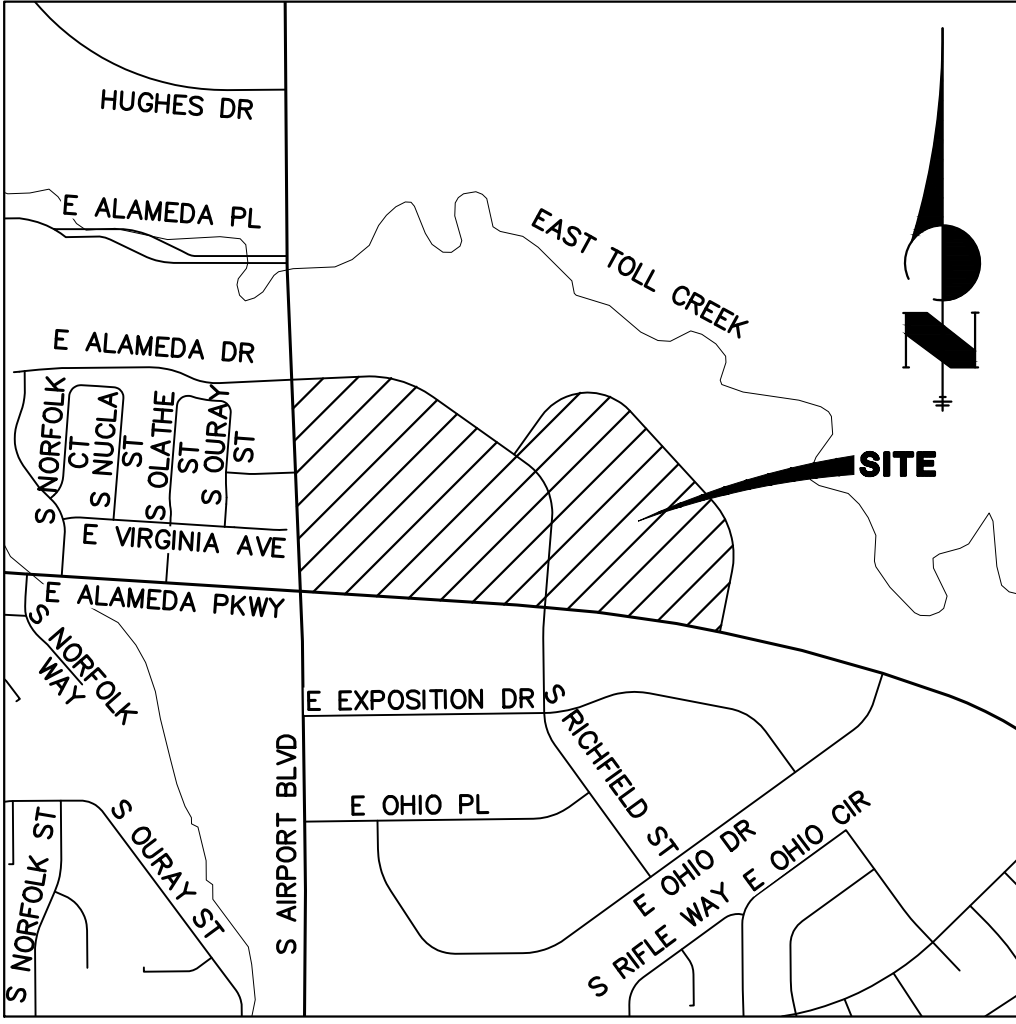 HUGHES DR
E ALAMEDA PL
EAST TOLL CREEK
N
E ALAMEDA DR
S NORFOLK
CT
S NUCLA
ST
S OLATHE
ST
S OURAY
ST
SITE
E VIRGINIA AVE
E ALAMEDA PKWY
S NORFOLK
WAY
E EXPOSITION DR
S RICHFIELD ST
S AIRPORT BLVD
E OHIO PL
S OURAY ST
S NORFOLK ST
E OHIO DR
E OHIO CIR
S RIFLE WAY